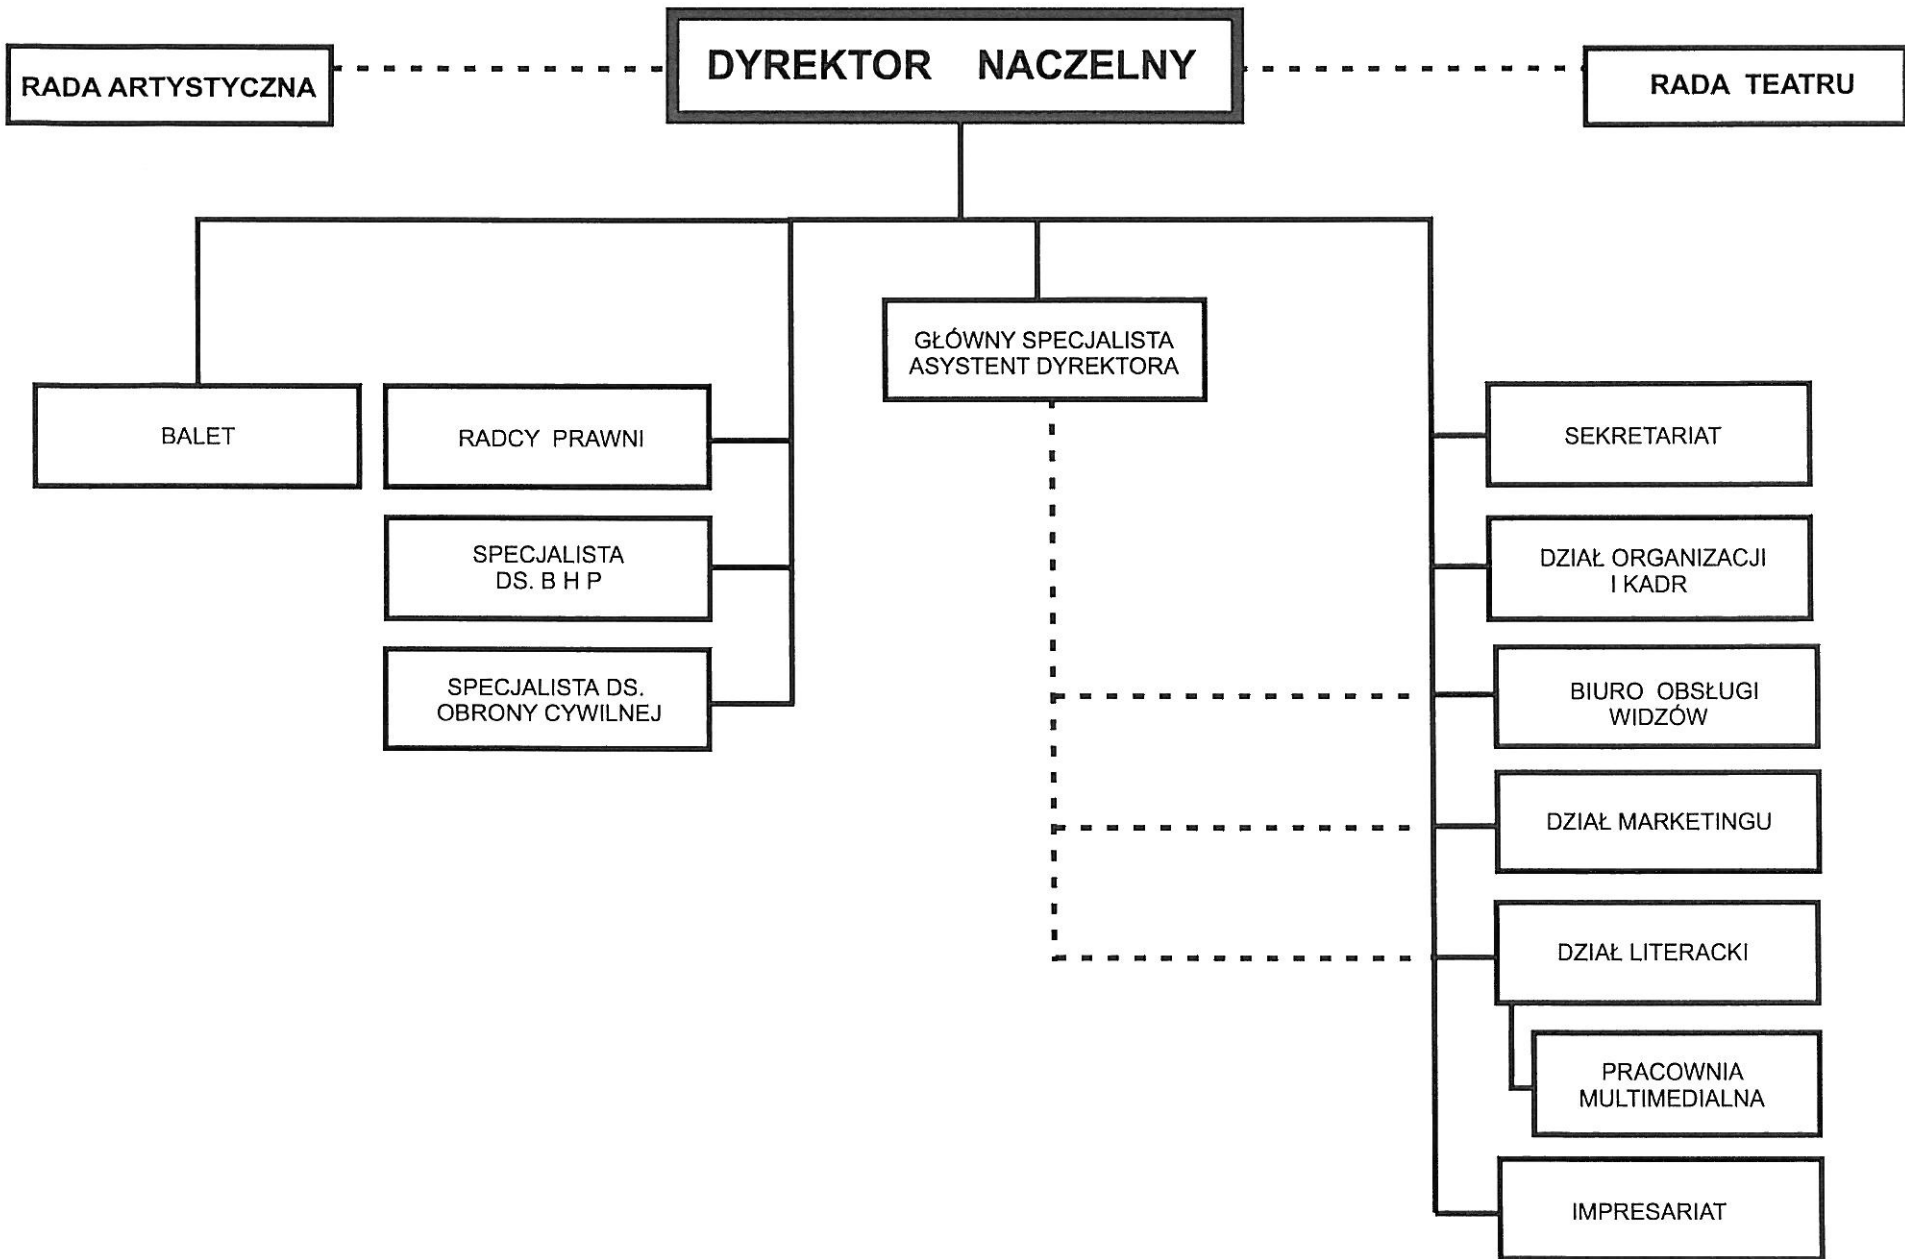 DYREKTOR NACZELNY
RADA ARTYSTYCZNA
RADA TEATRU
GŁÓWNY SPECJALISTA
ASYSTENT DYREKTORA
BALET
RADCY PRAWNI
SPECJALISTA
DS. B H P
SPECJALISTA DS.
OBRONY CYWILNEJ
SEKRETARIAT
DZIAŁ ORGANIZACJI
I KADR
BIURO OBSŁUGI
WIDZÓW
DZIAŁ MARKETINGU
DZIAŁ LITERACKI
PRACOWNIA
MULTIMEDIALNA
IMPRESARIAT